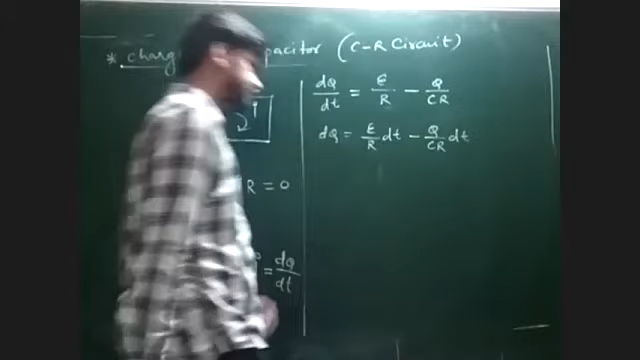 * Charg pacitor (C-R Circuit)
i
R = 0
= dQ/dt
dQ/dt = E/R - Q/CR
dQ = E/R dt - Q/CR dt